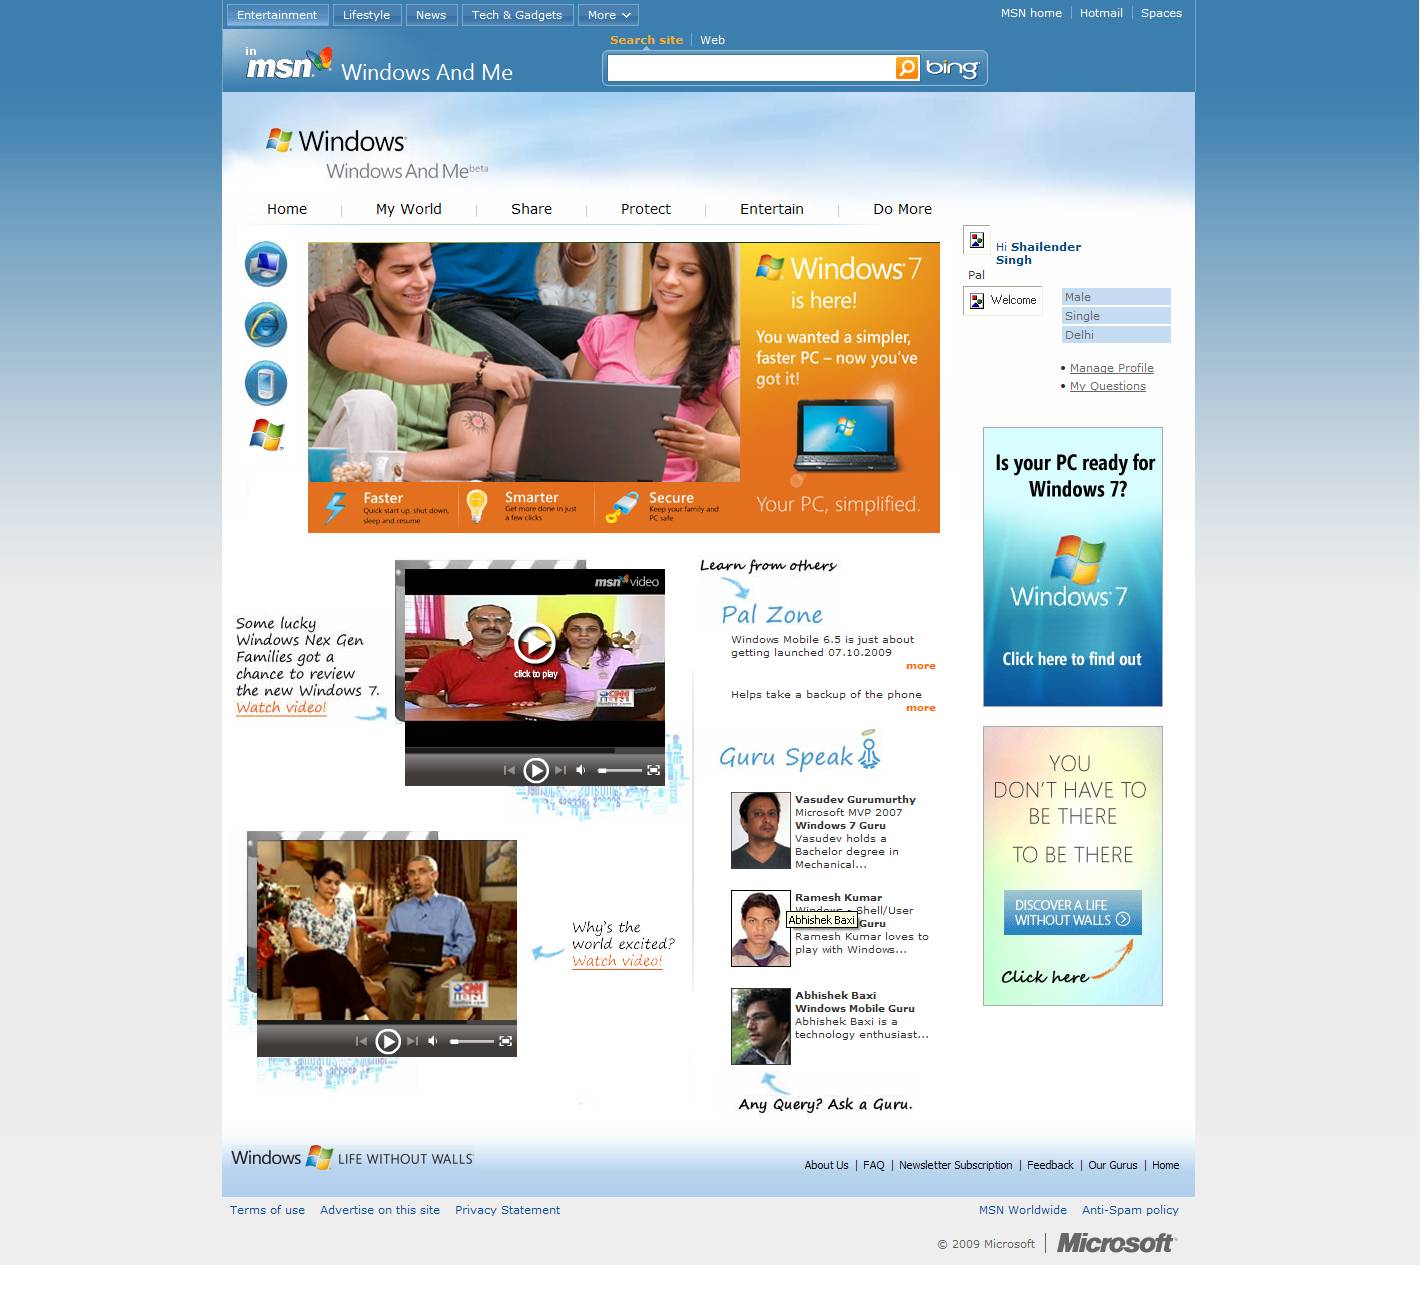 Entertainment
Lifestyle
News
Tech & Gadgets
More
MSN home
Hotmail
Spaces
in
msn
Windows And Me
Search site
Web
bing
Windows
Windows And Me beta
Home
My World
Share
Protect
Entertain
Do More
Windows 7
is here!
You wanted a simpler,
faster PC – now you've
got it!
Your PC, simplified.
Faster
Quick start up, shut down,
sleep and resume
Smarter
Get more done in just
a few clicks
Secure
Keep your family and
PC safe
Hi Shailender
Singh
Pal
Welcome
Male
Single
Delhi
• Manage Profile
• My Questions
Is your PC ready for
Windows 7?
Windows 7
Click here to find out
Some lucky
Windows Nex Gen
Families got a
chance to review
the new Windows 7.
Watch video!
msn video
click to play
Learn from others
Pal Zone
Windows Mobile 6.5 is just about
getting launched 07.10.2009
more
Helps take a backup of the phone
more
Guru Speak
Vasudev Gurumurthy
Microsoft MVP 2007
Windows 7 Guru
Vasudev holds a
Bachelor degree in
Mechanical...
Ramesh Kumar
Windows - Shell/User
Abhishek Baxi
Guru
Ramesh Kumar loves to
play with Windows...
Abhishek Baxi
Windows Mobile Guru
Abhishek Baxi is a
technology enthusiast...
Any Query? Ask a Guru.
YOU
DON'T HAVE TO
BE THERE
TO BE THERE
DISCOVER A LIFE
WITHOUT WALLS
Click here
Why's the
world excited?
Watch video!
Windows LIFE WITHOUT WALLS
About Us | FAQ | Newsletter Subscription | Feedback | Our Gurus | Home
Terms of use
Advertise on this site
Privacy Statement
MSN Worldwide
Anti-Spam policy
© 2009 Microsoft
Microsoft